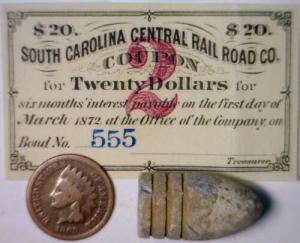 $20. $20.
SOUTH CAROLINA CENTRAL RAIL ROAD CO.
COUPON
for Twenty Dollars for
six months' interest payable on the first day of
March 1872, at the Office of the Company on
Bond No. 555
Treasurer.